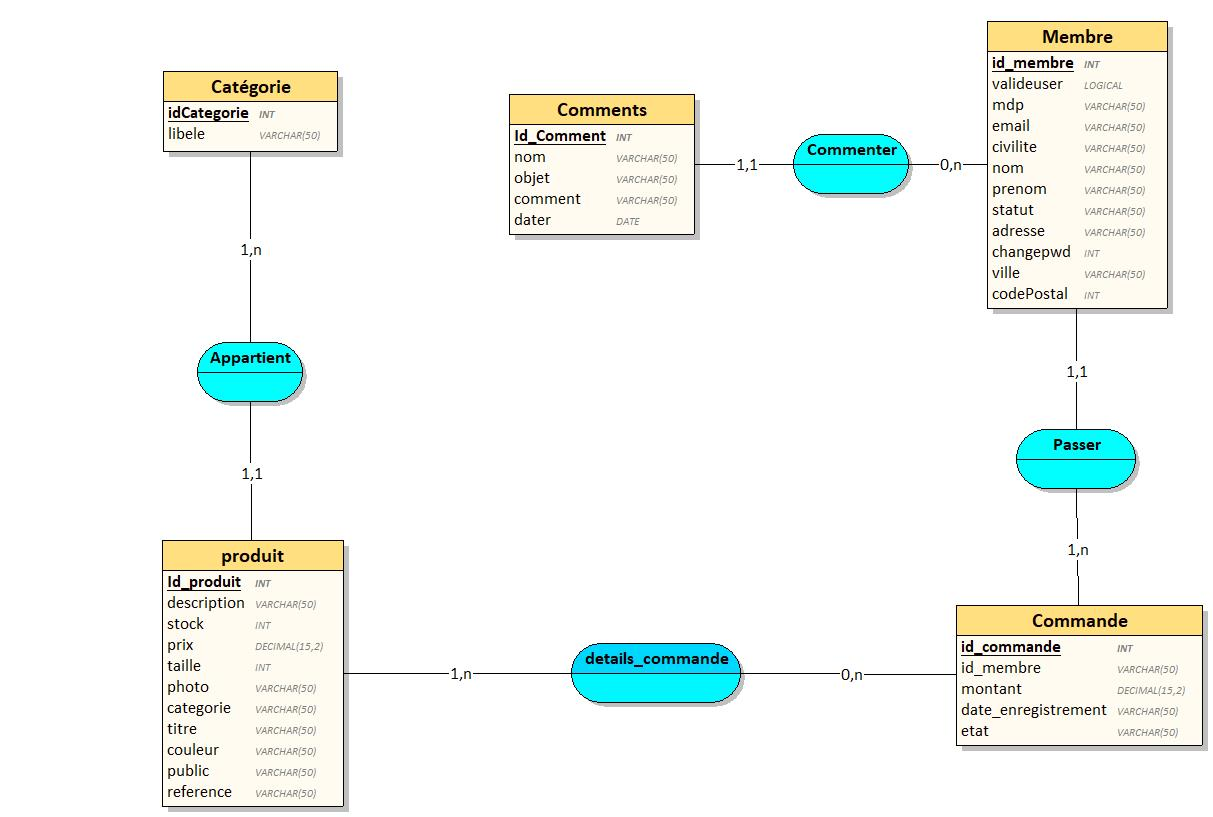 Catégorie
idCategorie INT
libele VARCHAR(50)
Comments
Id_Comment INT
nom VARCHAR(50)
objet VARCHAR(50)
comment VARCHAR(50)
dater DATE
1,1
Commenter
0,n
Membre
id_membre INT
valideuser LOGICAL
mdp VARCHAR(50)
email VARCHAR(50)
civilite VARCHAR(50)
nom VARCHAR(50)
prenom VARCHAR(50)
statut VARCHAR(50)
adresse VARCHAR(50)
changepwd INT
ville VARCHAR(50)
codePostal INT
1,n
Appartient
1,1
1,1
Passer
1,n
produit
Id_produit INT
description VARCHAR(50)
stock INT
prix DECIMAL(15,2)
taille INT
photo VARCHAR(50)
categorie VARCHAR(50)
titre VARCHAR(50)
couleur VARCHAR(50)
public VARCHAR(50)
reference VARCHAR(50)
1,n
details_commande
0,n
Commande
id_commande INT
id_membre VARCHAR(50)
montant DECIMAL(15,2)
date_enregistrement VARCHAR(50)
etat VARCHAR(50)